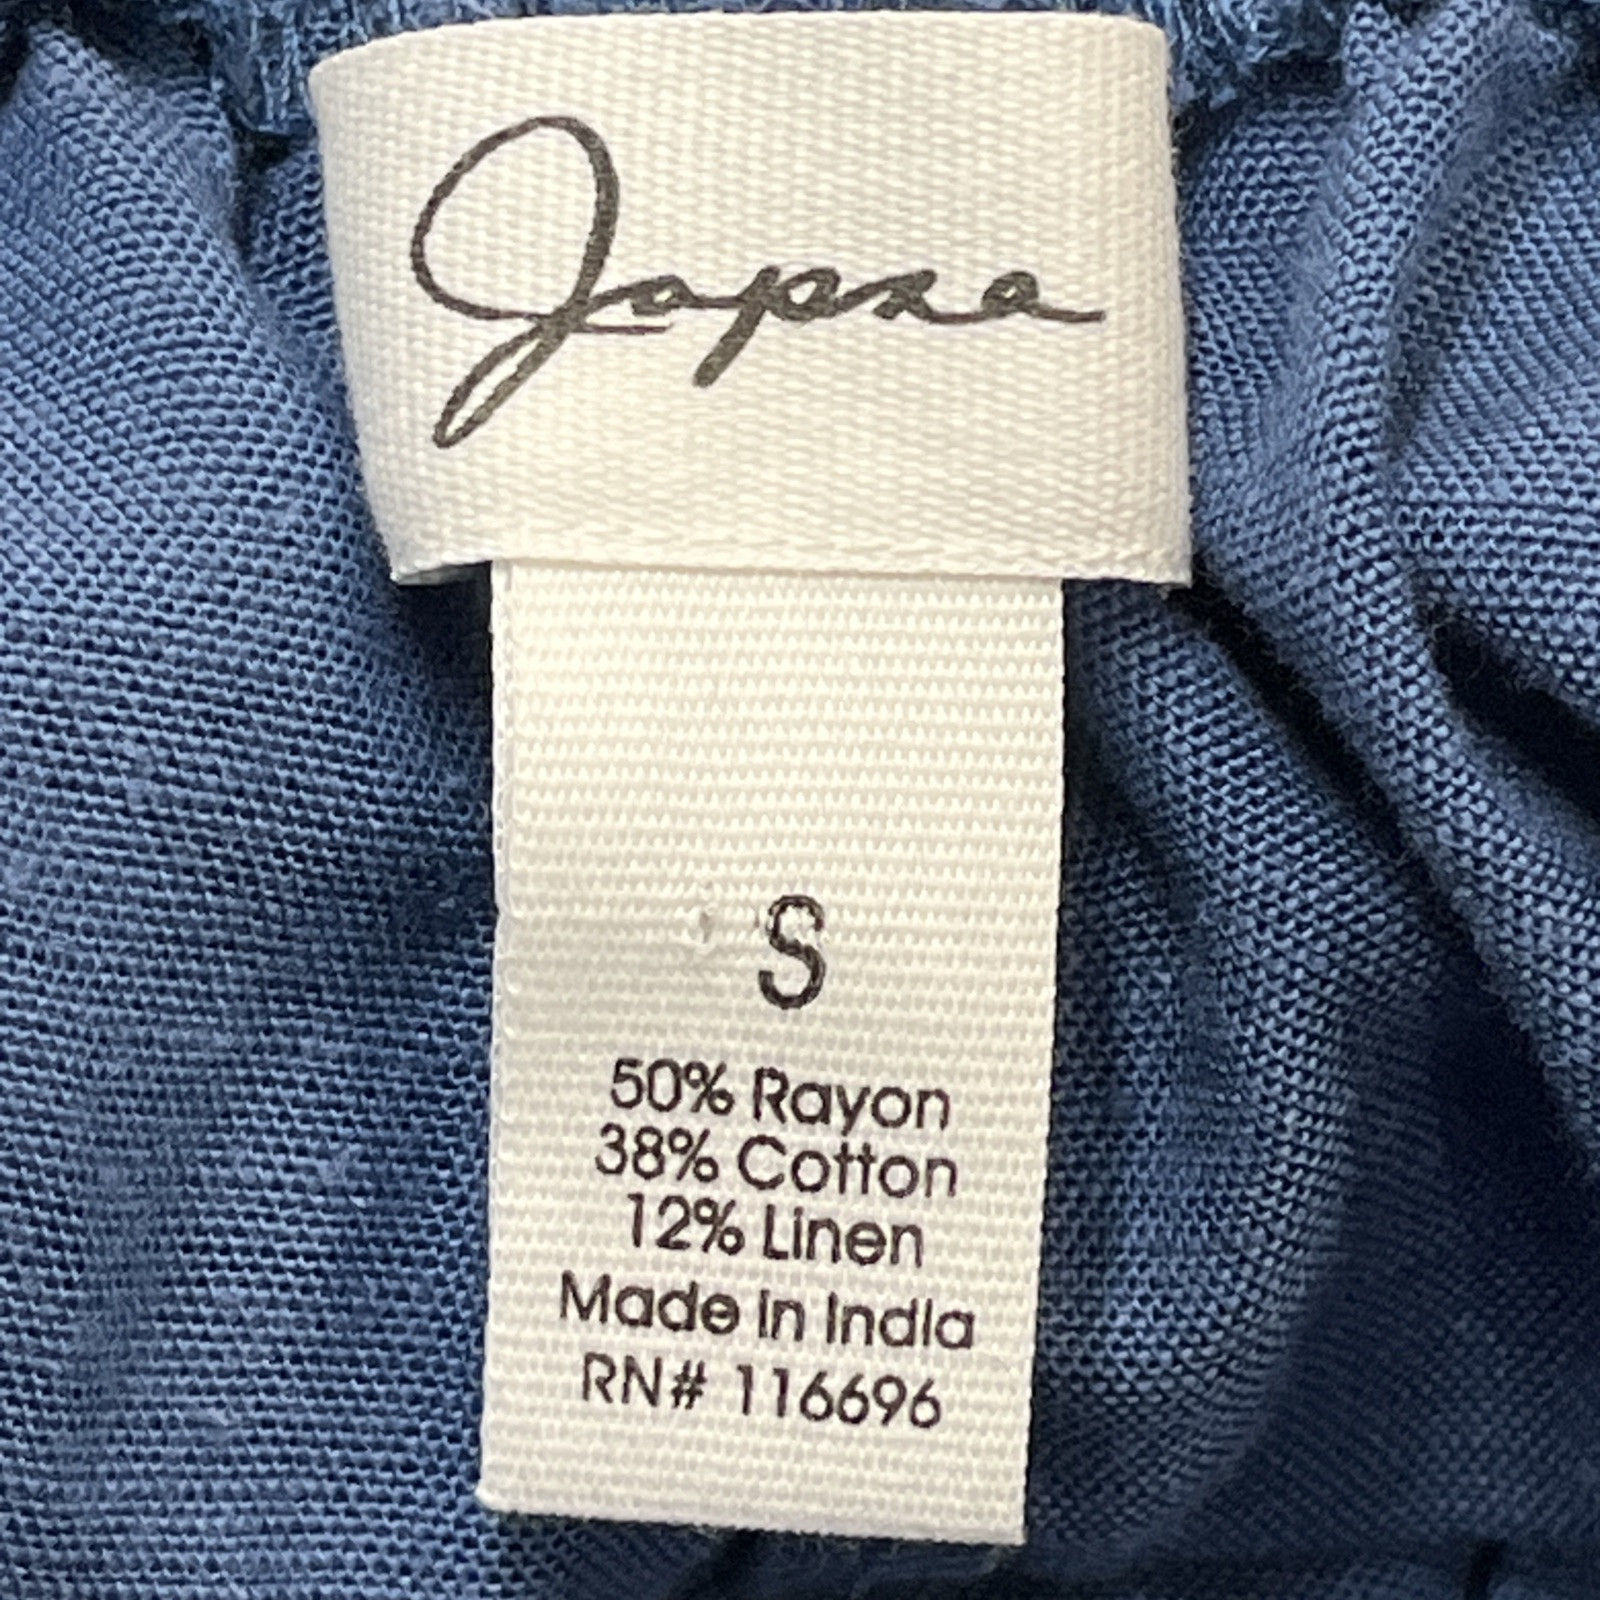 Japna
S
50% Rayon
38% Cotton
12% Linen
Made in India
RN# 116696